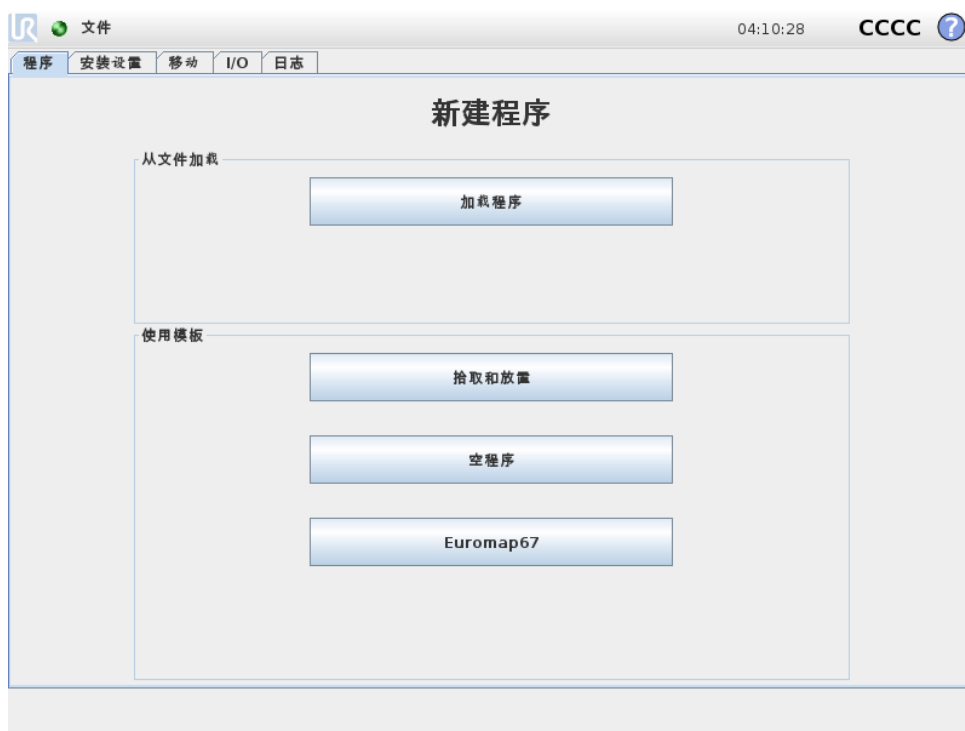 UR 文件 04:10:28 CCCC ?
程序 安装设置 移动 I/O 日志
新建程序
从文件加载
加载程序
使用模板
拾取和放置
空程序
Euromap67